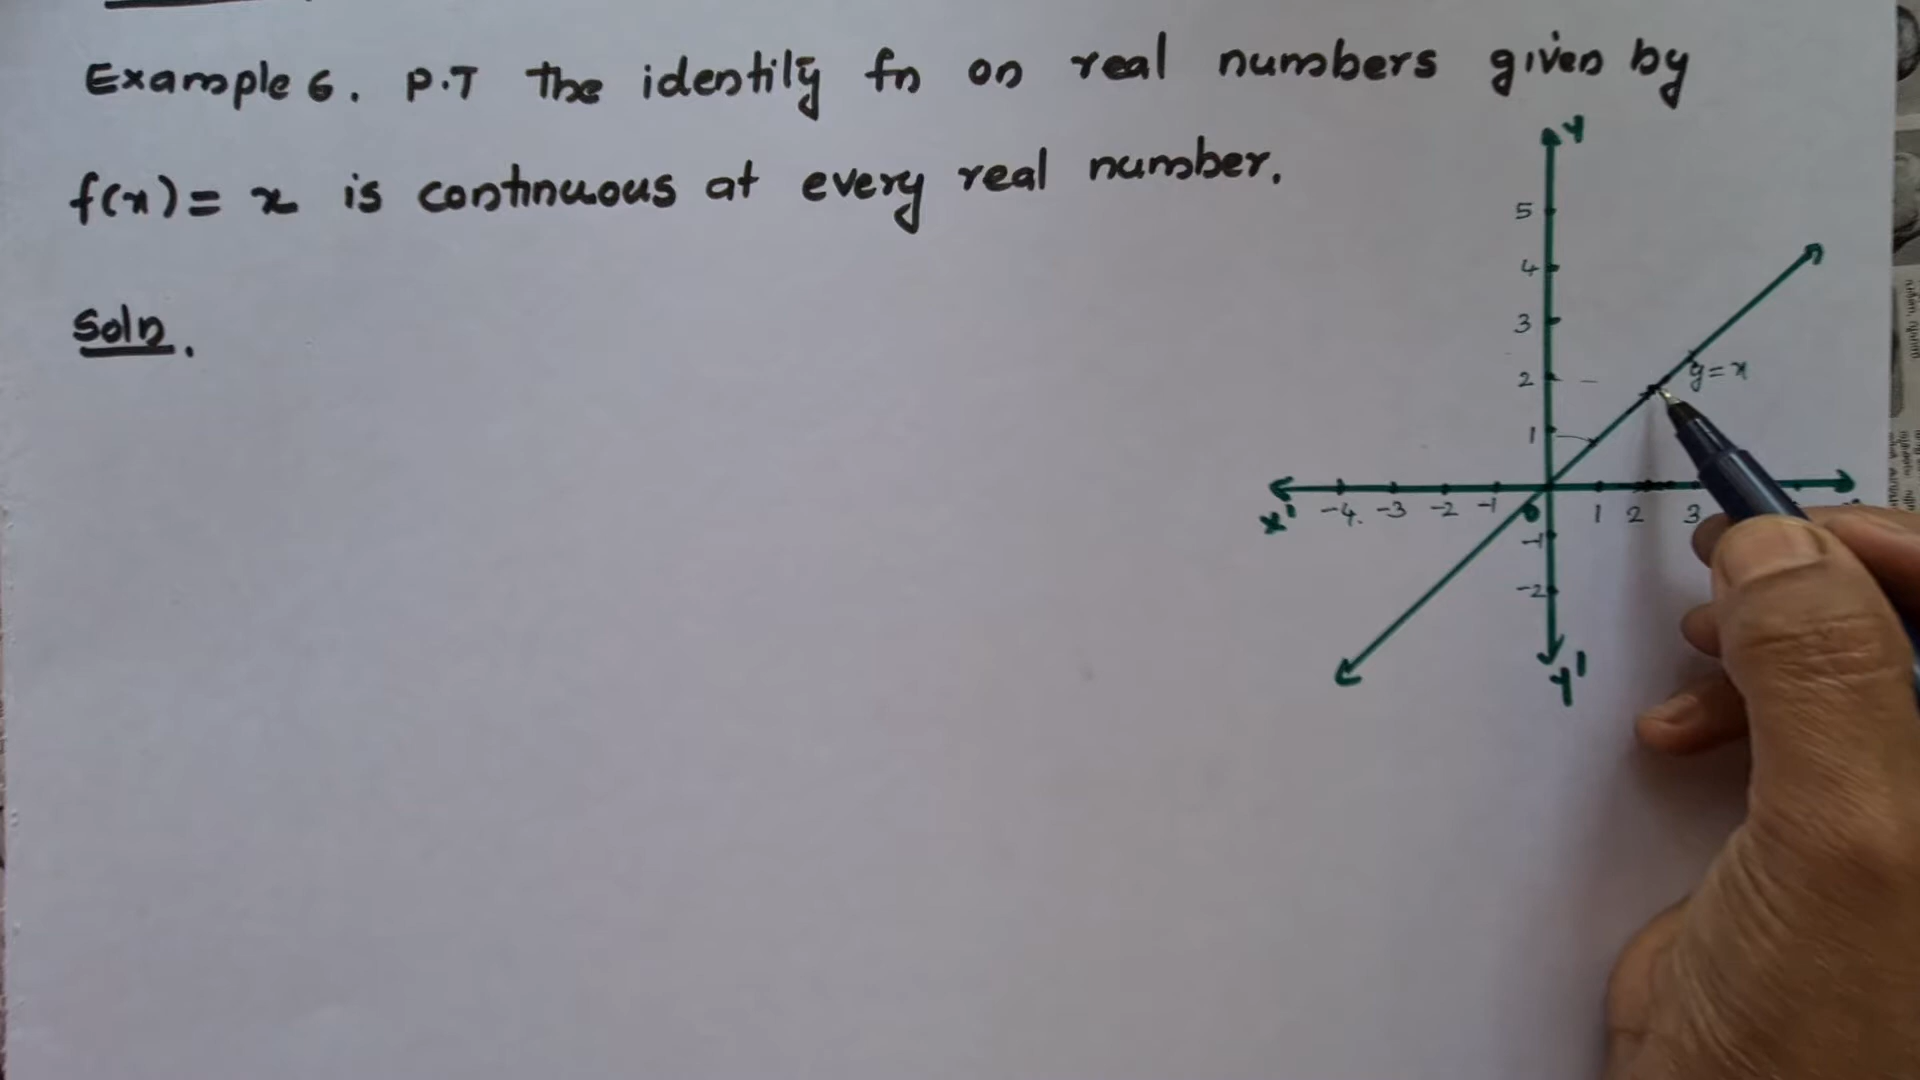 Example 6. P.T the identity fn on real numbers given by
f(x) = x is continuous at every real number.
Soln.
Y
5
4
3
2
1
y = x
X' -4. -3 -2 -1 0 1 2 3
-1
-2
Y'